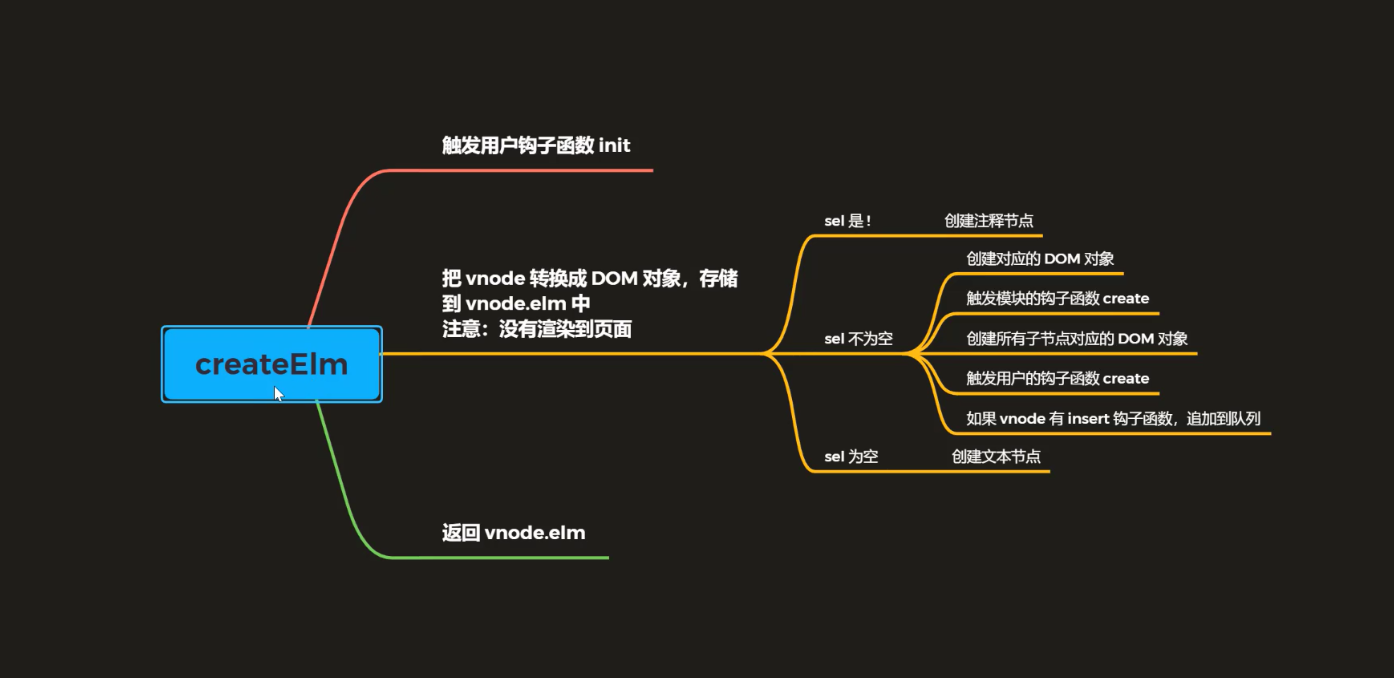 触发用户钩子函数 init
把 vnode 转换成 DOM 对象，存储
到 vnode.elm 中
注意：没有渲染到页面
createElm
返回 vnode.elm
sel 是！
创建注释节点
sel 不为空
创建对应的 DOM 对象
触发模块的钩子函数 create
创建所有子节点对应的 DOM 对象
触发用户的钩子函数 create
如果 vnode 有 insert 钩子函数，追加到队列
sel 为空
创建文本节点